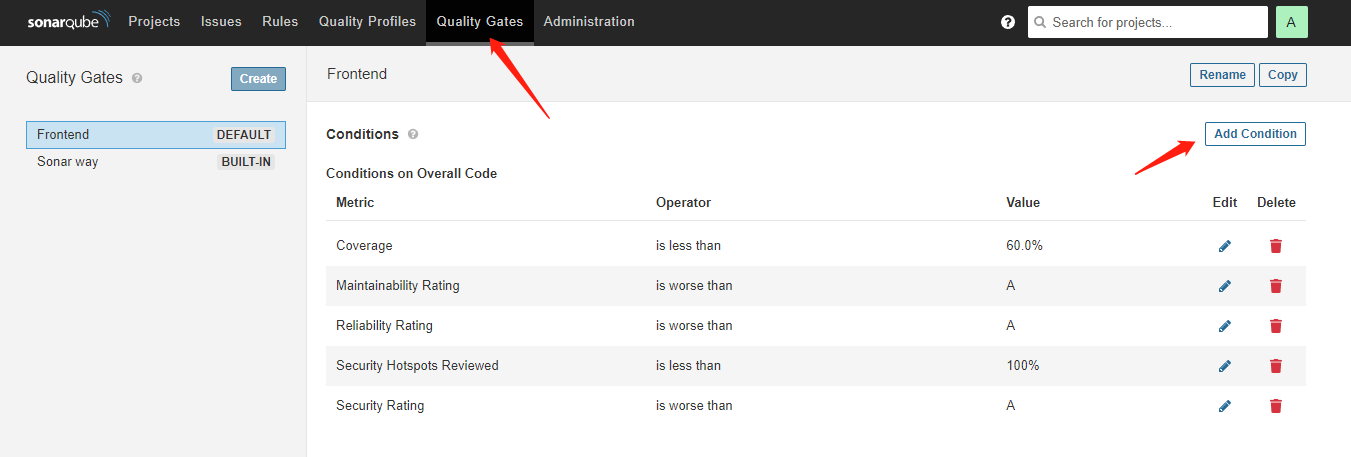 sonarqube Projects Issues Rules Quality Profiles Quality Gates Administration ? Search for projects... A
Quality Gates ? Create
Frontend DEFAULT
Sonar way BUILT-IN
Frontend Rename Copy
Conditions ? Add Condition
Conditions on Overall Code
Metric Operator Value Edit Delete
Coverage is less than 60.0%
Maintainability Rating is worse than A
Reliability Rating is worse than A
Security Hotspots Reviewed is less than 100%
Security Rating is worse than A